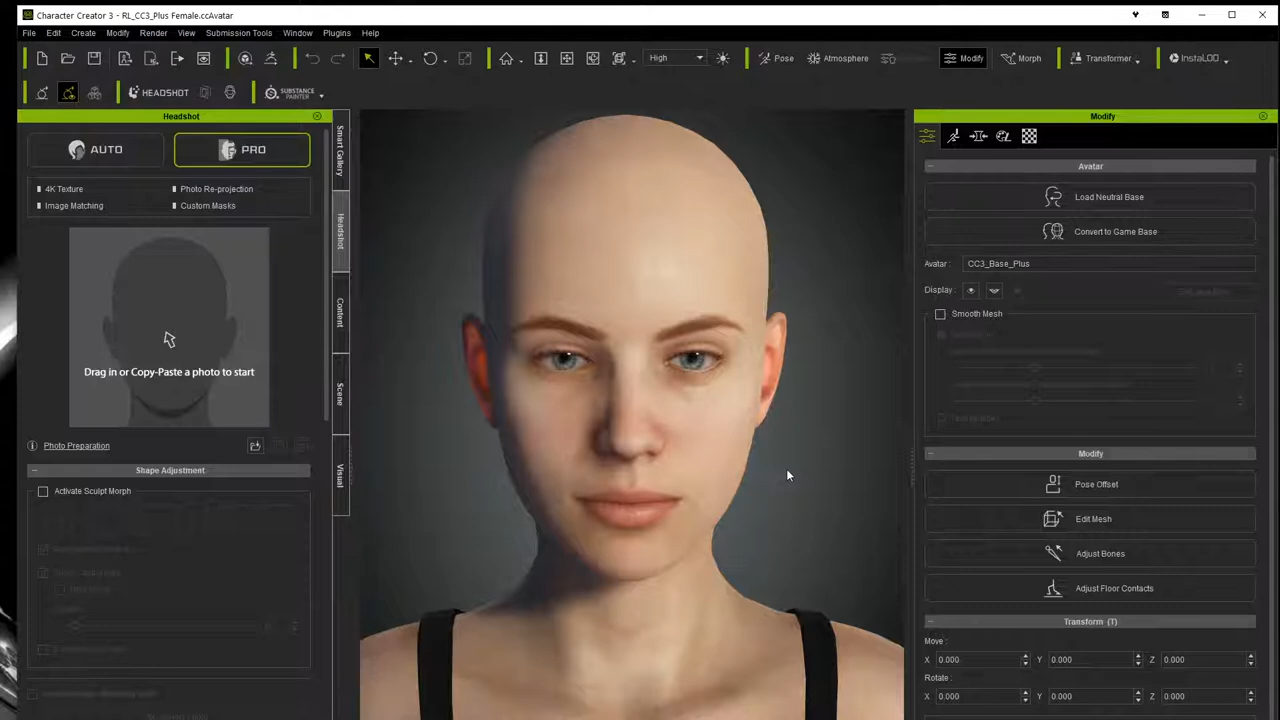 Character Creator 3 - RL_CC3_Plus Female.ccAvatar
File Edit Create Modify Render View Submission Tools Window Plugins Help
High Pose Atmosphere Modify Morph Transformer InstaLOD
HEADSHOT SUBSTANCE PAINTER
Headshot
AUTO PRO
4K Texture Photo Re-projection
Image Matching Custom Masks
Drag in or Copy-Paste a photo to start
Photo Preparation
Shape Adjustment
Activate Sculpt Morph
Smart Gallery
Headshot
Content
Scene
Visual
Modify
Avatar
Load Neutral Base
Convert to Game Base
Avatar : CC3_Base_Plus
Display :
Smooth Mesh
Modify
Pose Offset
Edit Mesh
Adjust Bones
Adjust Floor Contacts
Transform (T)
Move :
X 0.000 Y 0.000 Z 0.000
Rotate :
X 0.000 Y 0.000 Z 0.000